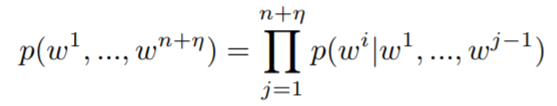 p(w^1, ..., w^{n+η}) = ∏_{j=1}^{n+η} p(w^i|w^1, ..., w^{j−1})